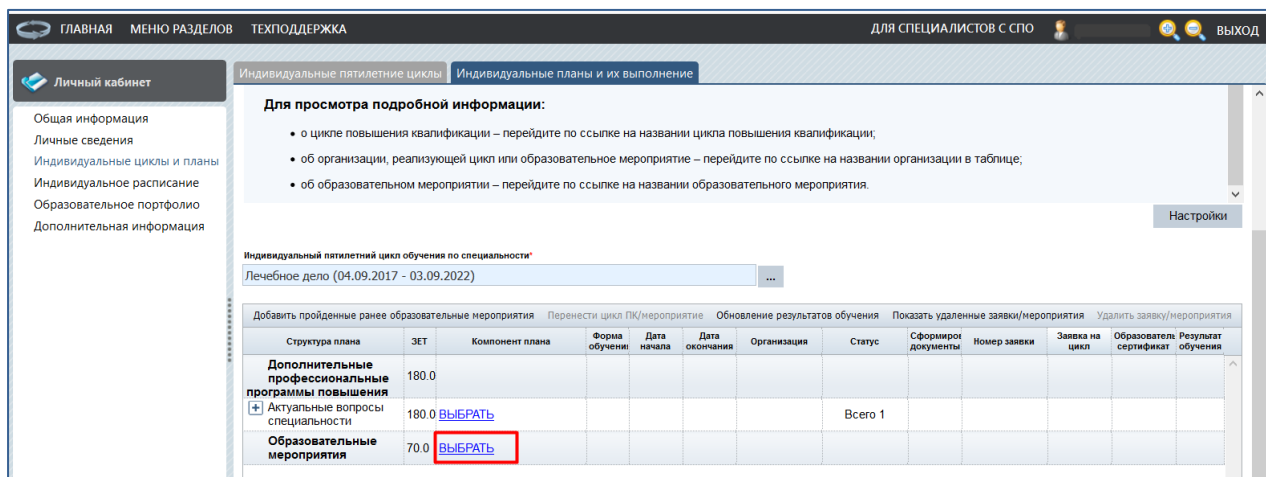 ГЛАВНАЯ МЕНЮ РАЗДЕЛОВ ТЕХПОДДЕРЖКА ДЛЯ СПЕЦИАЛИСТОВ С СПО ВЫХОД
Личный кабинет
Общая информация
Личные сведения
Индивидуальные циклы и планы
Индивидуальное расписание
Образовательное портфолио
Дополнительная информация
Индивидуальные пятилетние циклы Индивидуальные планы и их выполнение
Для просмотра подробной информации:
• о цикле повышения квалификации – перейдите по ссылке на названии цикла повышения квалификации;
• об организации, реализующей цикл или образовательное мероприятие – перейдите по ссылке на названии организации в таблице;
• об образовательном мероприятии – перейдите по ссылке на названии образовательного мероприятия.
Настройки
Индивидуальный пятилетний цикл обучения по специальности*
Лечебное дело (04.09.2017 - 03.09.2022) ...
Добавить пройденные ранее образовательные мероприятия Перенести цикл ПК/мероприятие Обновление результатов обучения Показать удаленные заявки/мероприятия Удалить заявку/мероприятия
Структура плана ЗЕТ Компонент плана Форма обучения Дата начала Дата окончания Организация Статус Сформиров документы Номер заявки Заявка на цикл Образователь сертификат Результат обучения
Дополнительные
профессиональные 180.0
программы повышения
Актуальные вопросы
специальности 180.0 ВЫБРАТЬ Всего 1
Образовательные
мероприятия 70.0 ВЫБРАТЬ